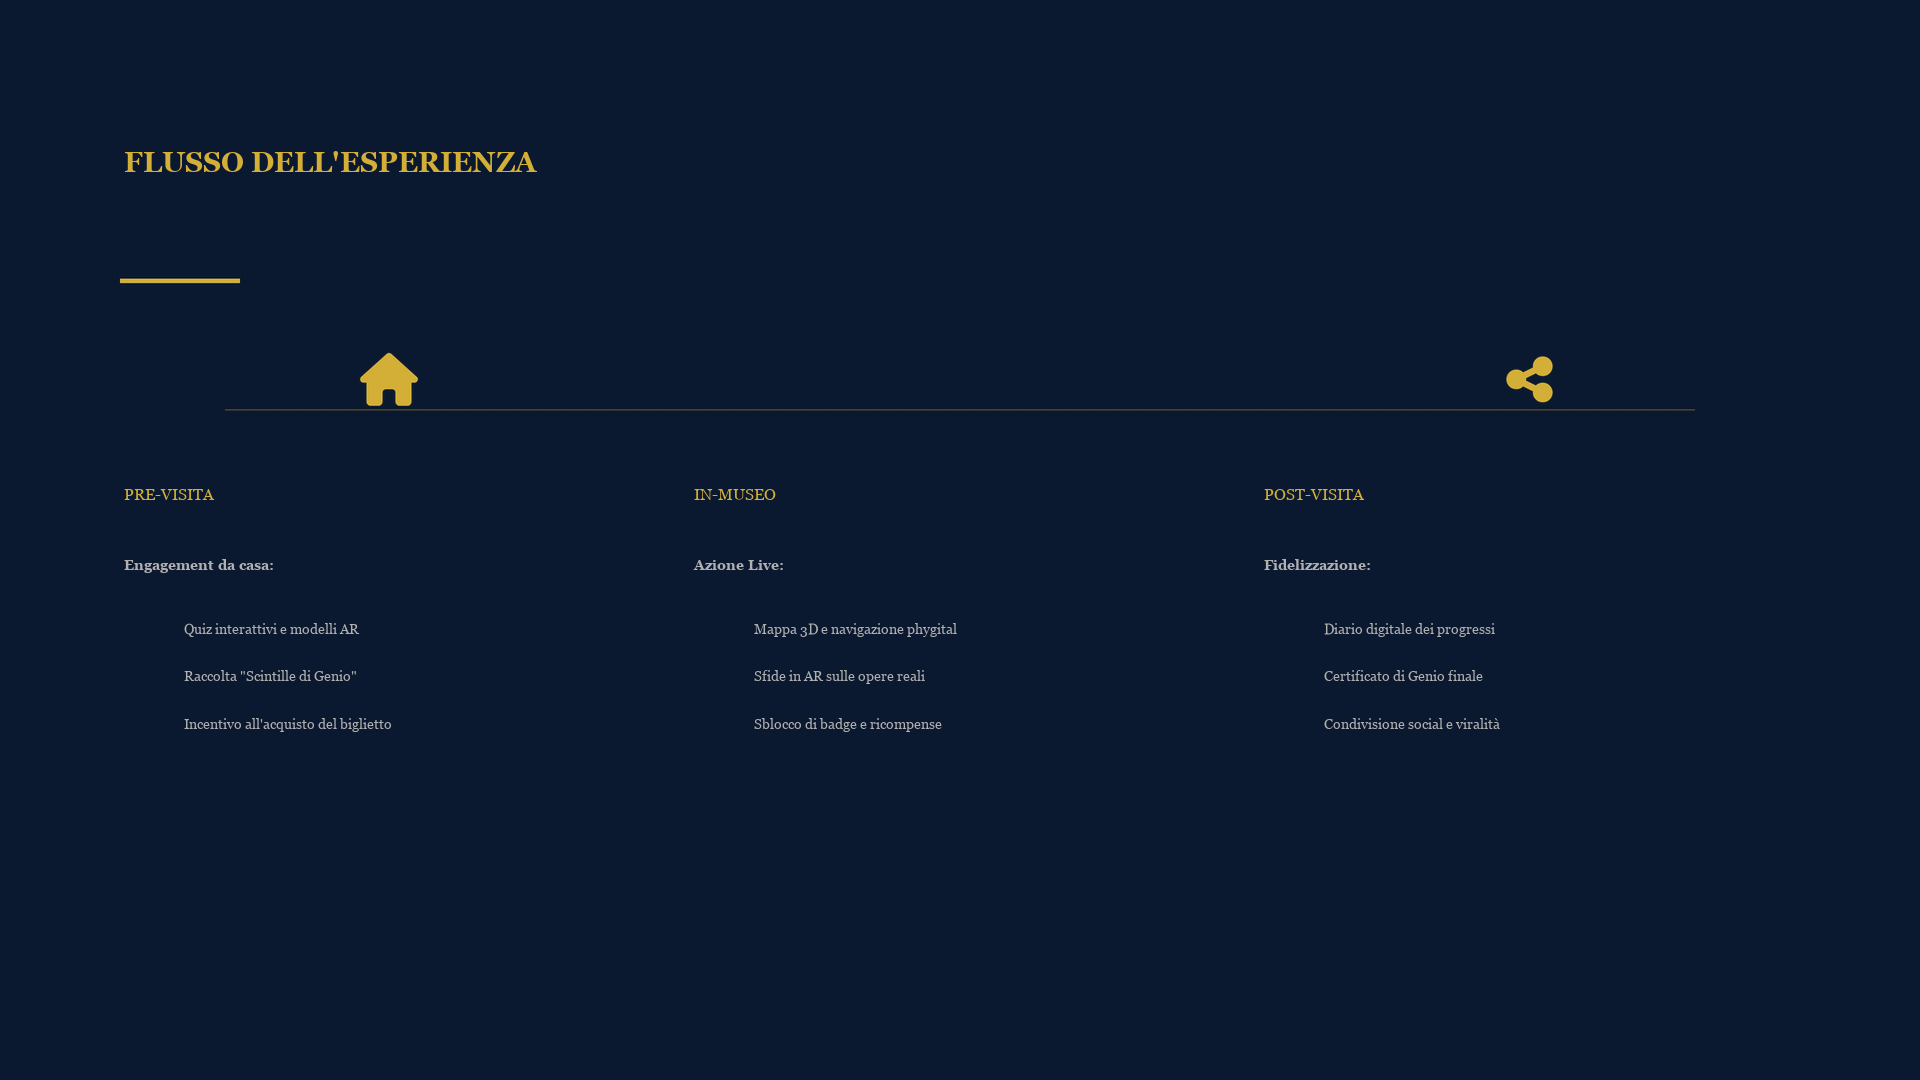 FLUSSO DELL'ESPERIENZA
PRE-VISITA
Engagement da casa:
Quiz interattivi e modelli AR
Raccolta "Scintille di Genio"
Incentivo all'acquisto del biglietto
IN-MUSEO
Azione Live:
Mappa 3D e navigazione phygital
Sfide in AR sulle opere reali
Sblocco di badge e ricompense
POST-VISITA
Fidelizzazione:
Diario digitale dei progressi
Certificato di Genio finale
Condivisione social e viralità